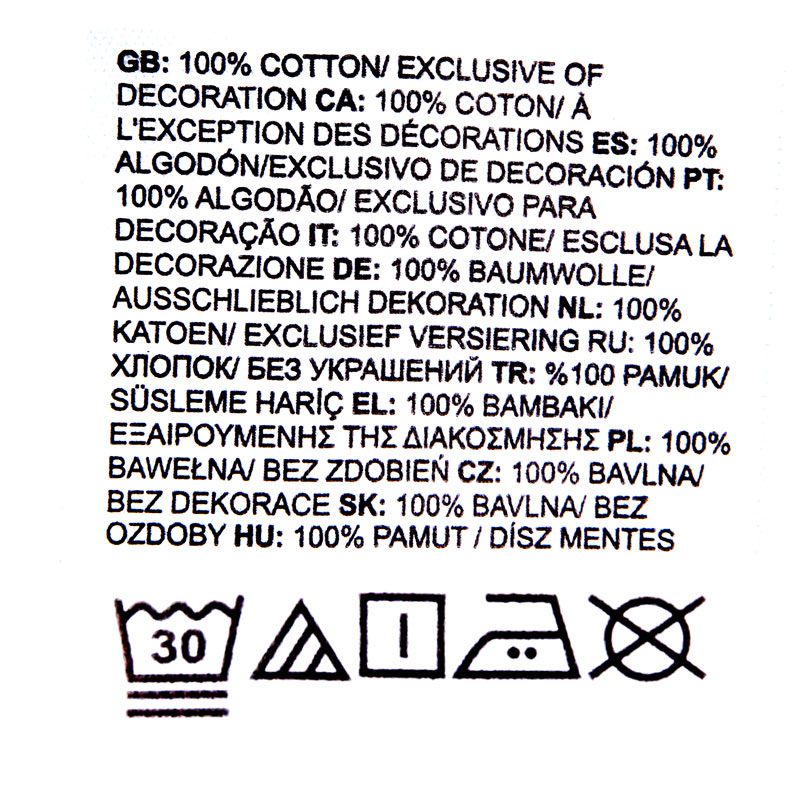 GB: 100% COTTON/ EXCLUSIVE OF
DECORATION CA: 100% COTON/ À
L'EXCEPTION DES DÉCORATIONS ES: 100%
ALGODÓN/EXCLUSIVO DE DECORACIÓN PT:
100% ALGODÃO/ EXCLUSIVO PARA
DECORAÇÃO IT: 100% COTONE/ ESCLUSA LA
DECORAZIONE DE: 100% BAUMWOLLE/
AUSSCHLIEBLICH DEKORATION NL: 100%
KATOEN/ EXCLUSIEF VERSIERING RU: 100%
ХЛОПОК/ БЕЗ УКРАШЕНИЙ TR: %100 PAMUK/
SÜSLEME HARİÇ EL: 100% ΒΑΜΒΑΚΙ/
ΕΞΑΙΡΟΥΜΕΝΗΣ ΤΗΣ ΔΙΑΚΟΣΜΗΣΗΣ PL: 100%
BAWEŁNA/ BEZ ZDOBIEŃ CZ: 100% BAVLNA/
BEZ DEKORACE SK: 100% BAVLNA/ BEZ
OZDOBY HU: 100% PAMUT / DÍSZ MENTES
30